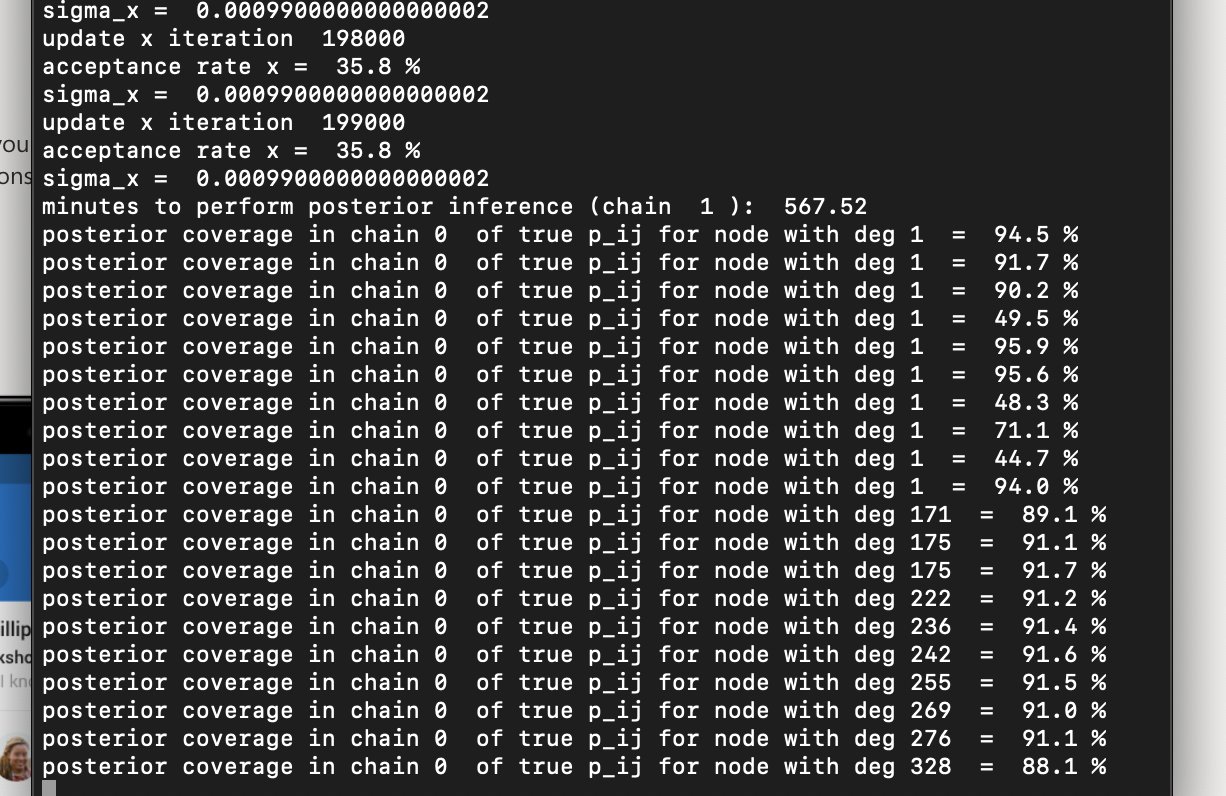 sigma_x =  0.0009900000000000002
update x iteration  198000
acceptance rate x =  35.8 %
sigma_x =  0.0009900000000000002
update x iteration  199000
acceptance rate x =  35.8 %
sigma_x =  0.0009900000000000002
minutes to perform posterior inference (chain  1 ):  567.52
posterior coverage in chain 0  of true p_ij for node with deg 1  =  94.5 %
posterior coverage in chain 0  of true p_ij for node with deg 1  =  91.7 %
posterior coverage in chain 0  of true p_ij for node with deg 1  =  90.2 %
posterior coverage in chain 0  of true p_ij for node with deg 1  =  49.5 %
posterior coverage in chain 0  of true p_ij for node with deg 1  =  95.9 %
posterior coverage in chain 0  of true p_ij for node with deg 1  =  95.6 %
posterior coverage in chain 0  of true p_ij for node with deg 1  =  48.3 %
posterior coverage in chain 0  of true p_ij for node with deg 1  =  71.1 %
posterior coverage in chain 0  of true p_ij for node with deg 1  =  44.7 %
posterior coverage in chain 0  of true p_ij for node with deg 1  =  94.0 %
posterior coverage in chain 0  of true p_ij for node with deg 171  =  89.1 %
posterior coverage in chain 0  of true p_ij for node with deg 175  =  91.1 %
posterior coverage in chain 0  of true p_ij for node with deg 175  =  91.7 %
posterior coverage in chain 0  of true p_ij for node with deg 222  =  91.2 %
posterior coverage in chain 0  of true p_ij for node with deg 236  =  91.4 %
posterior coverage in chain 0  of true p_ij for node with deg 242  =  91.6 %
posterior coverage in chain 0  of true p_ij for node with deg 255  =  91.5 %
posterior coverage in chain 0  of true p_ij for node with deg 269  =  91.0 %
posterior coverage in chain 0  of true p_ij for node with deg 276  =  91.1 %
posterior coverage in chain 0  of true p_ij for node with deg 328  =  88.1 %